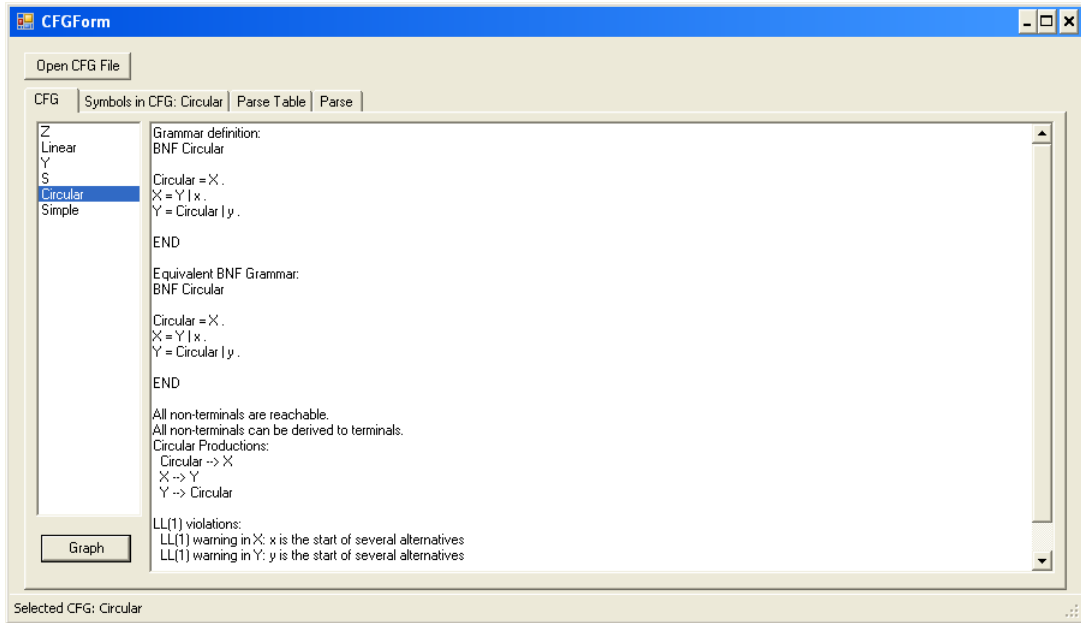 CFGForm
Open CFG File
CFG
Symbols in CFG: Circular
Parse Table
Parse
Z
Linear
Y
S
Circular
Simple
Graph
Grammar definition:
BNF Circular
Circular = X .
X = Y | x .
Y = Circular | y .
END
Equivalent BNF Grammar:
BNF Circular
Circular = X .
X = Y | x .
Y = Circular | y .
END
All non-terminals are reachable.
All non-terminals can be derived to terminals.
Circular Productions:
Circular --> X
X --> Y
Y --> Circular
LL(1) violations:
LL(1) warning in X: x is the start of several alternatives
LL(1) warning in Y: y is the start of several alternatives
Selected CFG: Circular